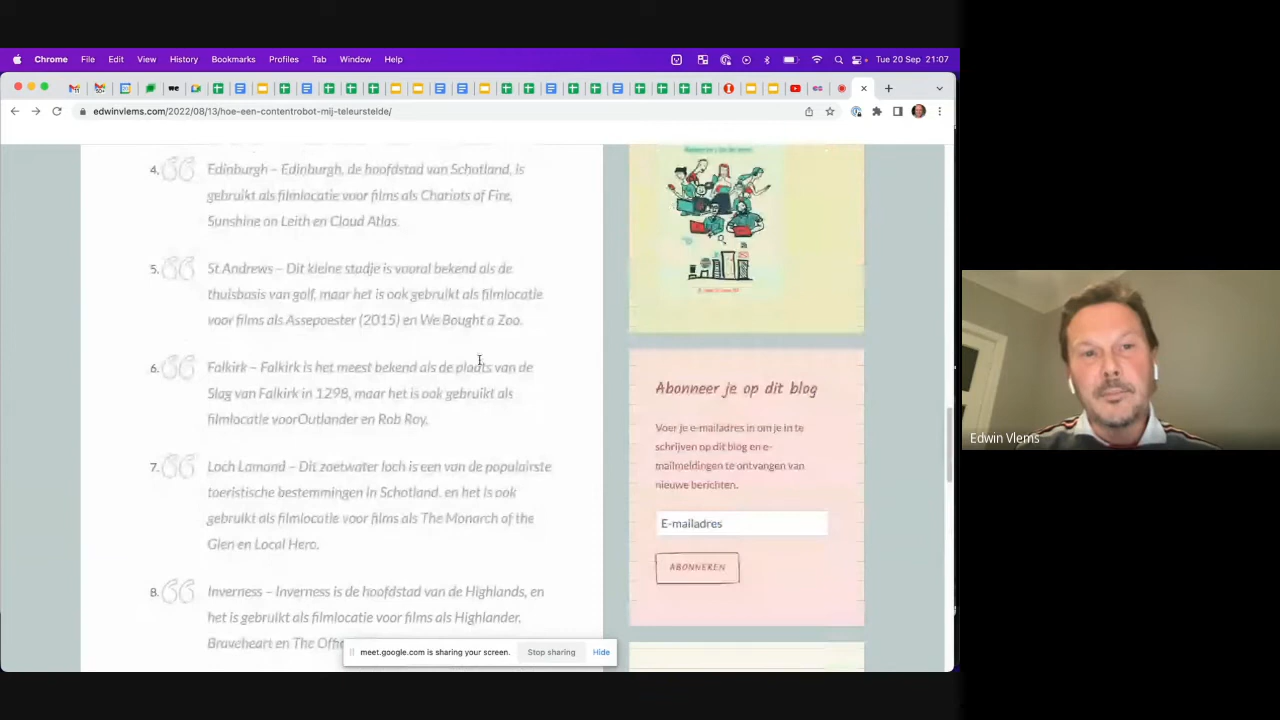 Chrome File Edit View History Bookmarks Profiles Tab Window Help
Tue 20 Sep 21:07
edwinvlems.com/2022/08/13/hoe-een-contentrobot-mij-teleurstelde/
4. Edinburgh – Edinburgh, de hoofdstad van Schotland, is
gebruikt als filmlocatie voor films als Chariots of Fire,
Sunshine on Leith en Cloud Atlas.
5. St Andrews – Dit kleine stadje is vooral bekend als de
thuisbasis van golf, maar het is ook gebruikt als filmlocatie
voor films als Assepoester (2015) en We Bought a Zoo.
6. Falkirk – Falkirk is het meest bekend als de plaats van de
Slag van Falkirk in 1298, maar het is ook gebruikt als
filmlocatie voorOutlander en Rob Roy.
7. Loch Lamond – Dit zoetwater loch is een van de populairste
toeristische bestemmingen in Schotland, en het is ook
gebruikt als filmlocatie voor films als The Monarch of the
Glen en Local Hero.
8. Inverness – Inverness is de hoofdstad van de Highlands, en
het is gebruikt als filmlocatie voor films als Highlander,
Braveheart en The Offi
Abonneer je op dit blog
Voer je e-mailadres in om je in te
schrijven op dit blog en e-
mailmeldingen te ontvangen van
nieuwe berichten.
E-mailadres
ABONNEREN
meet.google.com is sharing your screen. Stop sharing Hide
Edwin Vlems